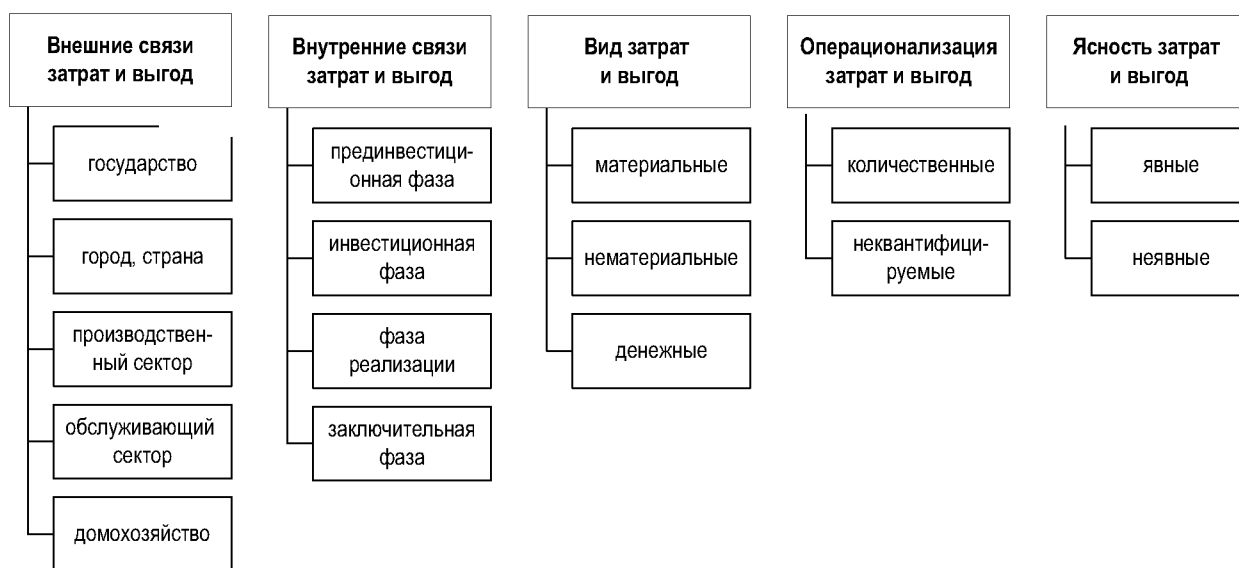 Внешние связи
затрат и выгод
государство
город, страна
производствен-
ный сектор
обслуживающий
сектор
домохозяйство
Внутренние связи
затрат и выгод
прединвестици-
онная фаза
инвестиционная
фаза
фаза
реализации
заключительная
фаза
Вид затрат
и выгод
материальные
нематериальные
денежные
Операционализация
затрат и выгод
количественные
неквантифици-
руемые
Ясность затрат
и выгод
явные
неявные